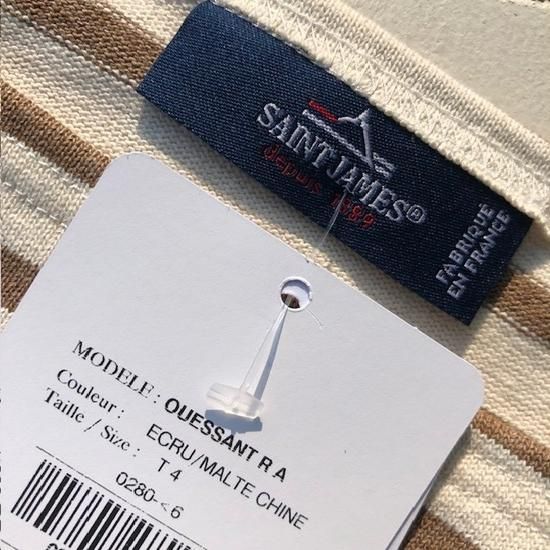 SAINT JAMES®
depuis 1889
FABRIQUÉ
EN FRANCE
MODELE : OUESSANT R A
Couleur : ECRU/MALTE CHINE
Taille / Size : T 4
0280-<6